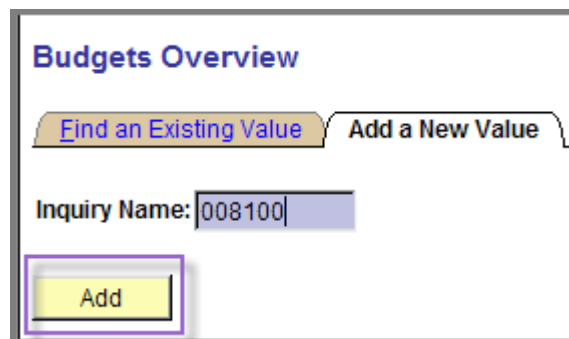 Budgets Overview
Find an Existing Value Add a New Value
Inquiry Name: 008100
Add